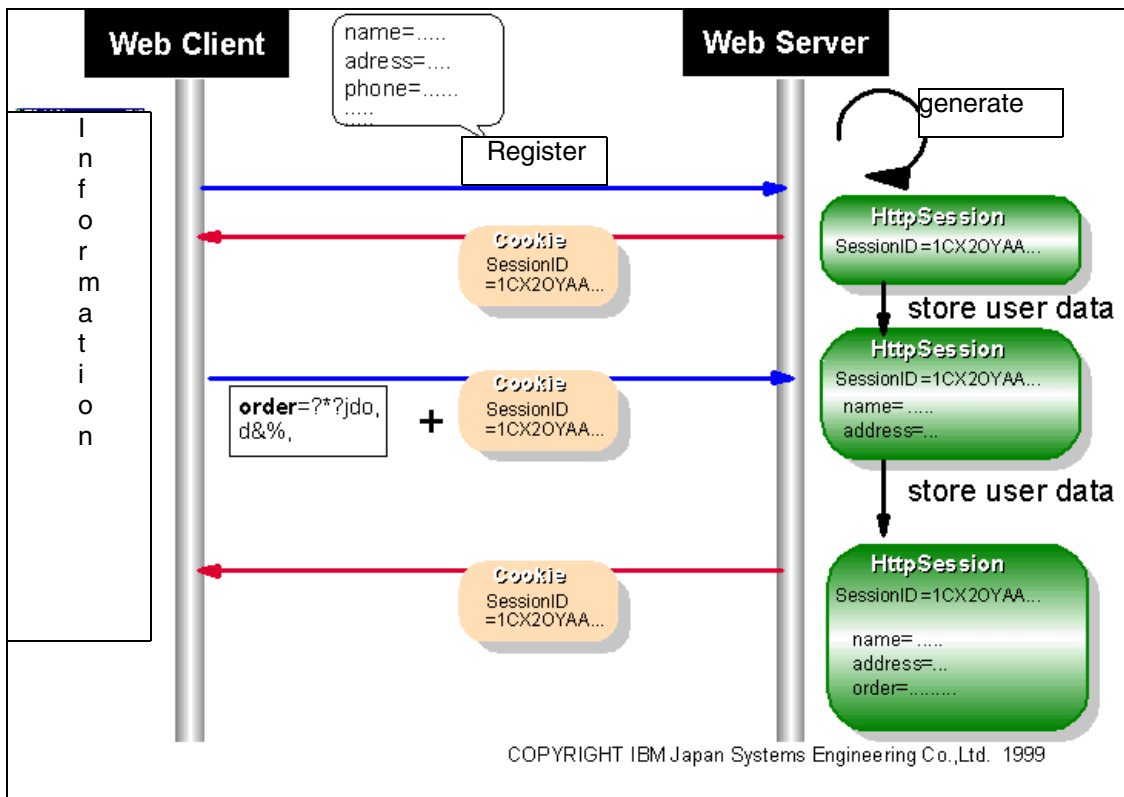 Web Client
Web Server
name=.....
adress=....
phone=......
.....
.....
Register
generate
I
n
f
o
r
m
a
t
i
o
n
HttpSession
SessionID=1CX2OYAA...
Cookie
SessionID
=1CX2OYAA...
store user data
HttpSession
SessionID=1CX2OYAA...
name= .....
address=...
order=?*?jdo,
d&%,
+
Cookie
SessionID
=1CX2OYAA...
store user data
Cookie
SessionID
=1CX2OYAA...
HttpSession
SessionID=1CX2OYAA...
name= .....
address=...
order=.........
COPYRIGHT IBM Japan Systems Engineering Co.,Ltd. 1999